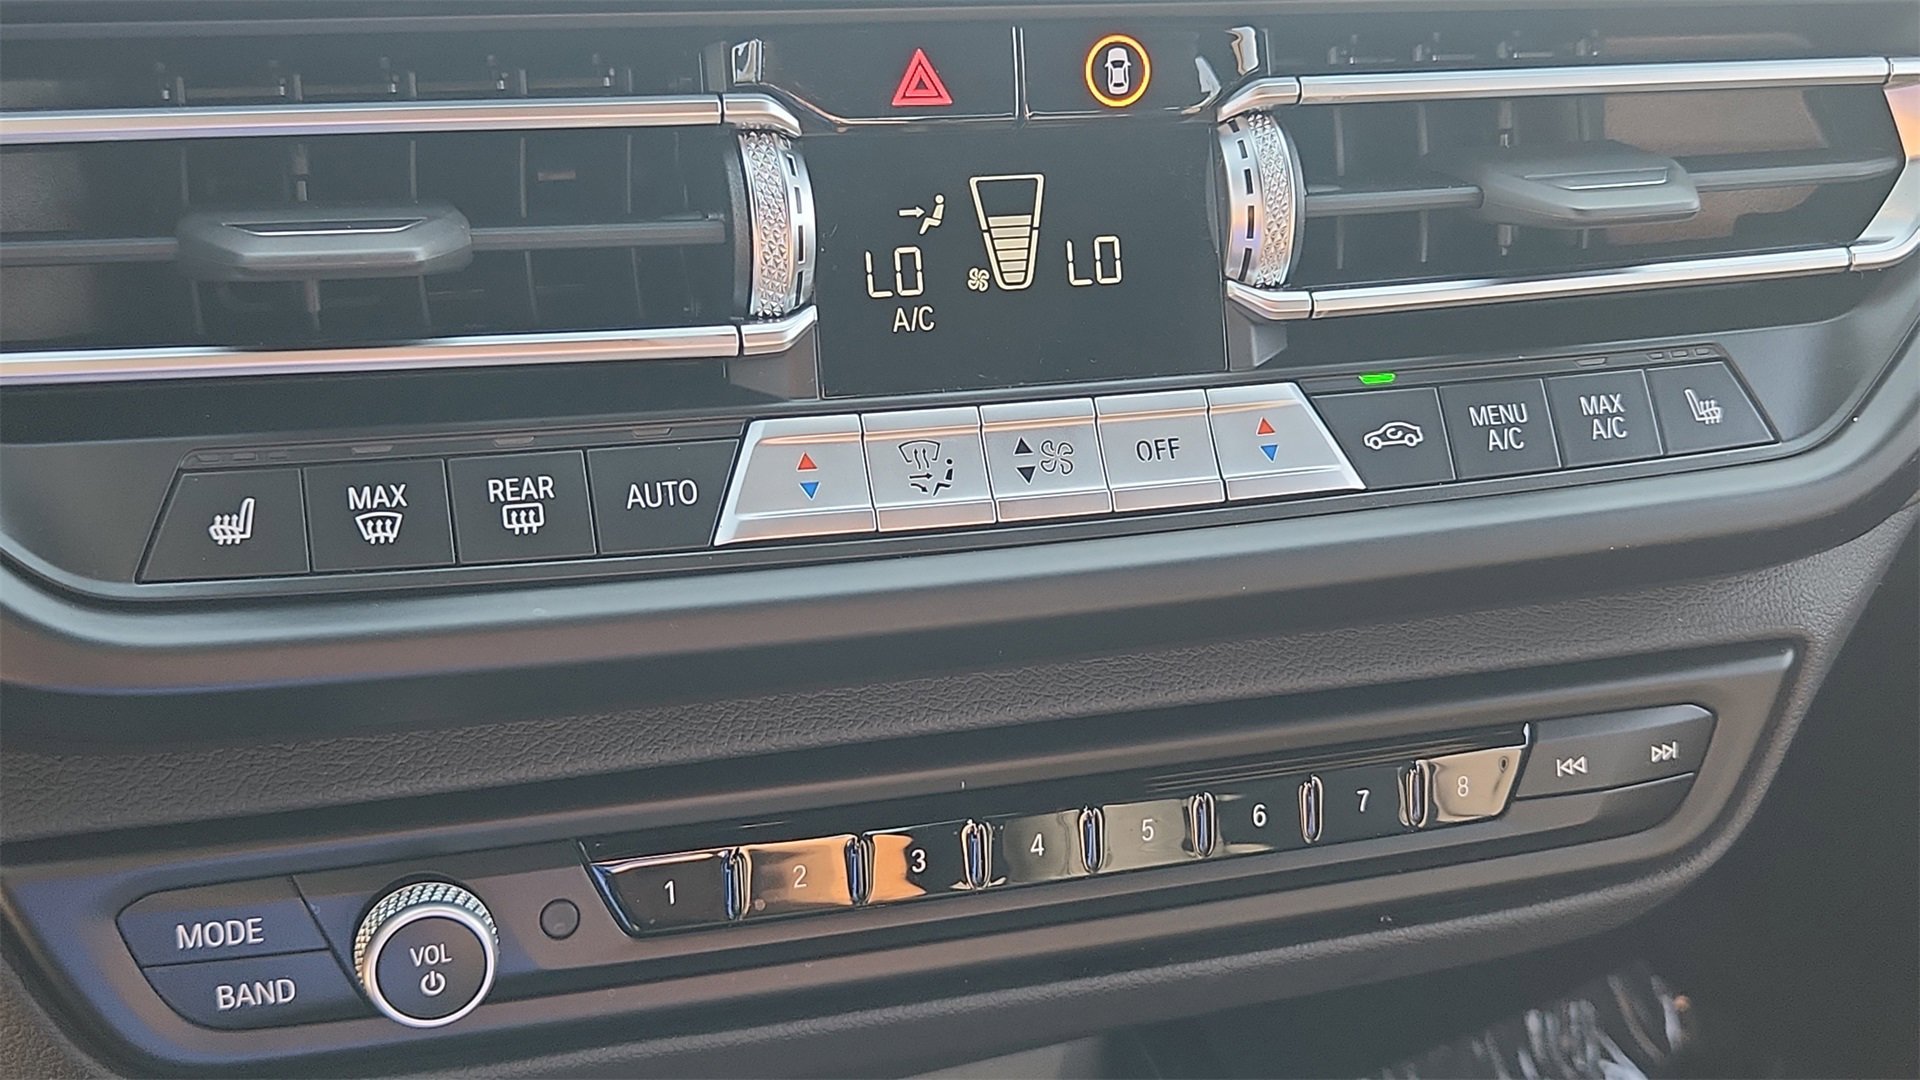 LO
LO
A/C
MAX
REAR
AUTO
OFF
MENU
A/C
MAX
A/C
1
2
3
4
5
6
7
8
MODE
BAND
VOL